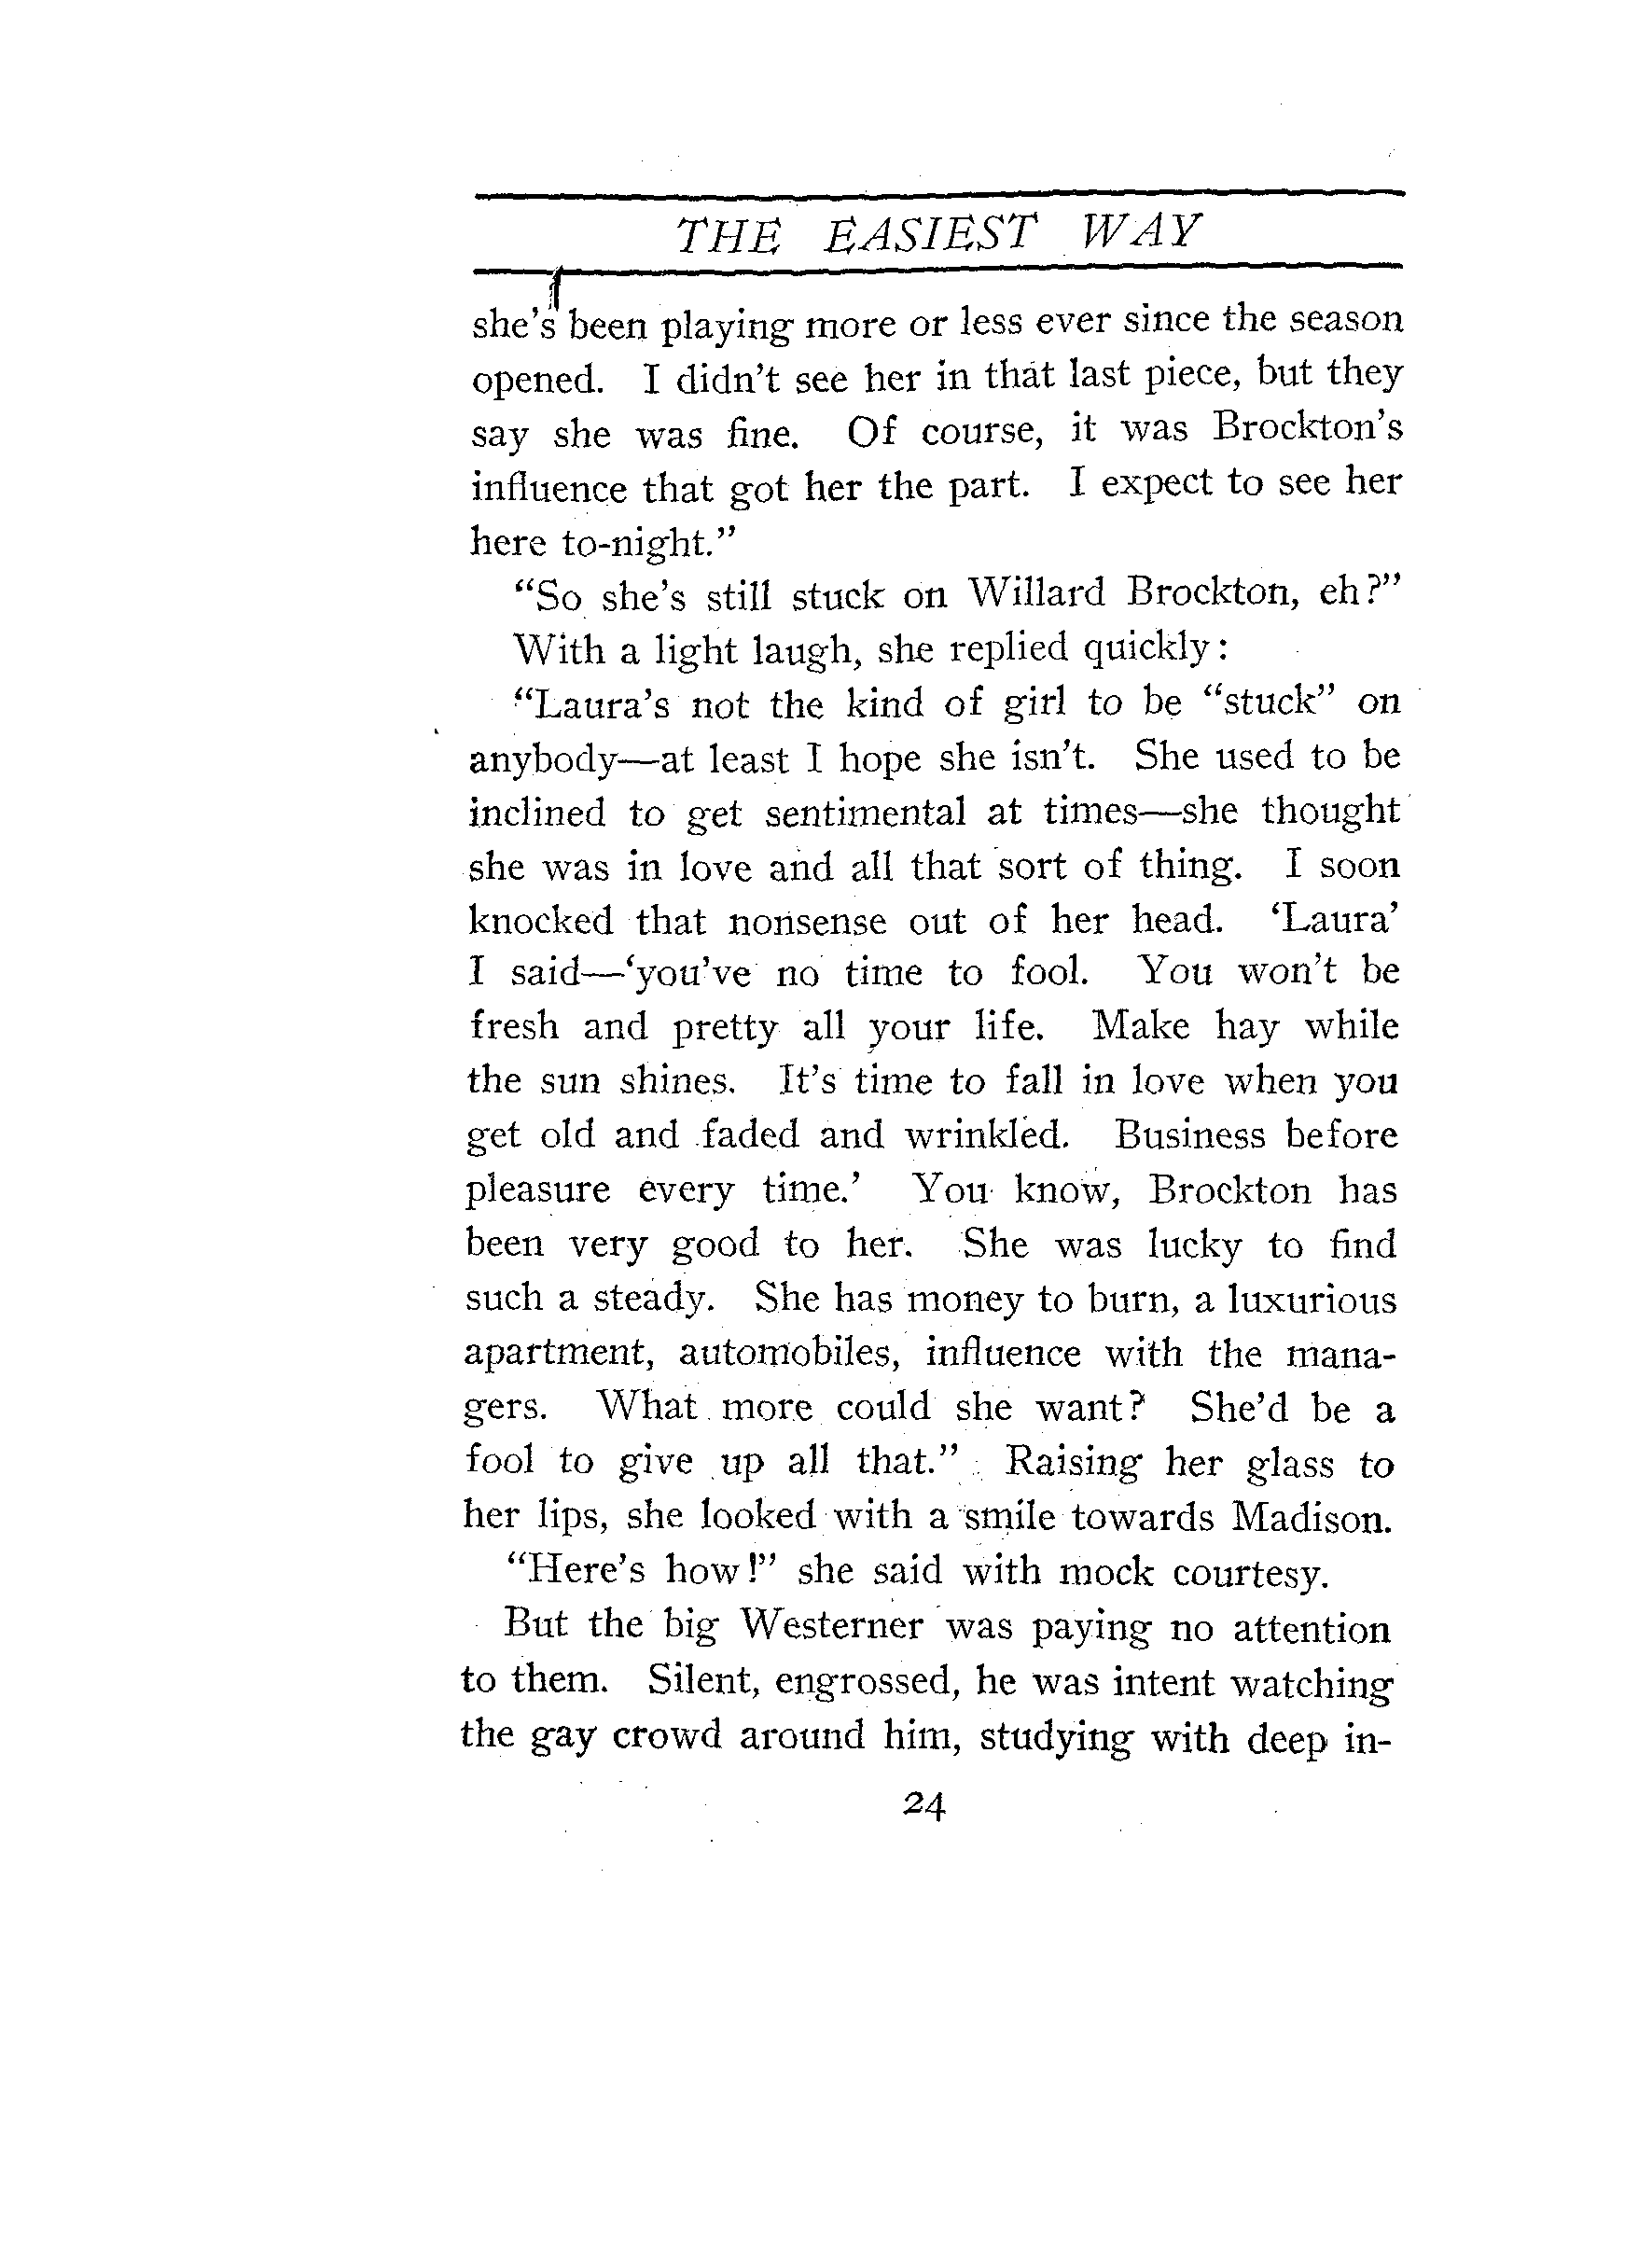 THE EASIEST WAY
she's been playing more or less ever since the season
opened. I didn't see her in that last piece, but they
say she was fine. Of course, it was Brockton's
influence that got her the part. I expect to see her
here to-night."
"So she's still stuck on Willard Brockton, eh?"
With a light laugh, she replied quickly:
"Laura's not the kind of girl to be "stuck" on
anybody—at least I hope she isn't. She used to be
inclined to get sentimental at times—she thought
she was in love and all that sort of thing. I soon
knocked that nonsense out of her head. 'Laura'
I said—'you've no time to fool. You won't be
fresh and pretty all your life. Make hay while
the sun shines. It's time to fall in love when you
get old and faded and wrinkled. Business before
pleasure every time.' You know, Brockton has
been very good to her. She was lucky to find
such a steady. She has money to burn, a luxurious
apartment, automobiles, influence with the mana-
gers. What more could she want? She'd be a
fool to give up all that." Raising her glass to
her lips, she looked with a smile towards Madison.
"Here's how!" she said with mock courtesy.
But the big Westerner was paying no attention
to them. Silent, engrossed, he was intent watching
the gay crowd around him, studying with deep in-
24